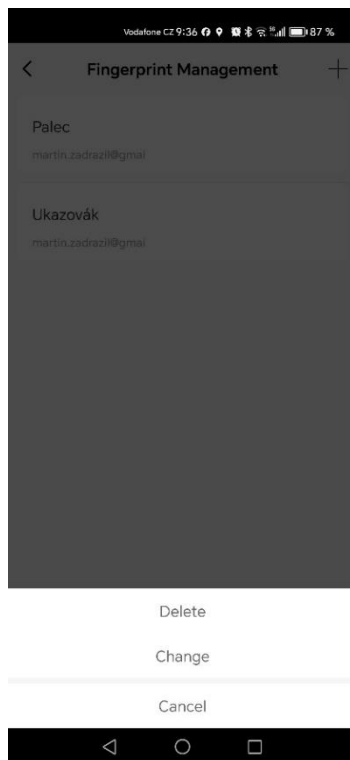 Vodafone CZ 9:36 87 %
Fingerprint Management
Palec
martin.zadrazil@gmai
Ukazovák
martin.zadrazil@gmai
Delete
Change
Cancel